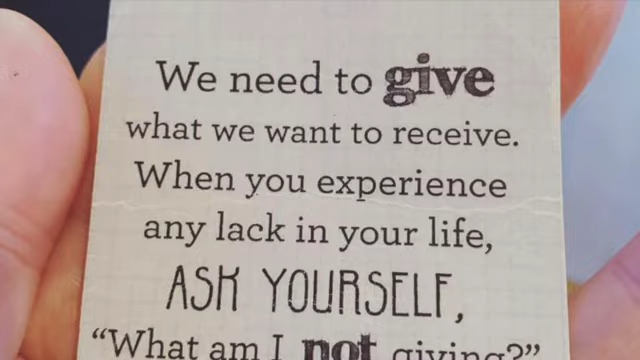 We need to give
what we want to receive.
When you experience
any lack in your life,
ASK YOURSELF,
“What am I not giving?”